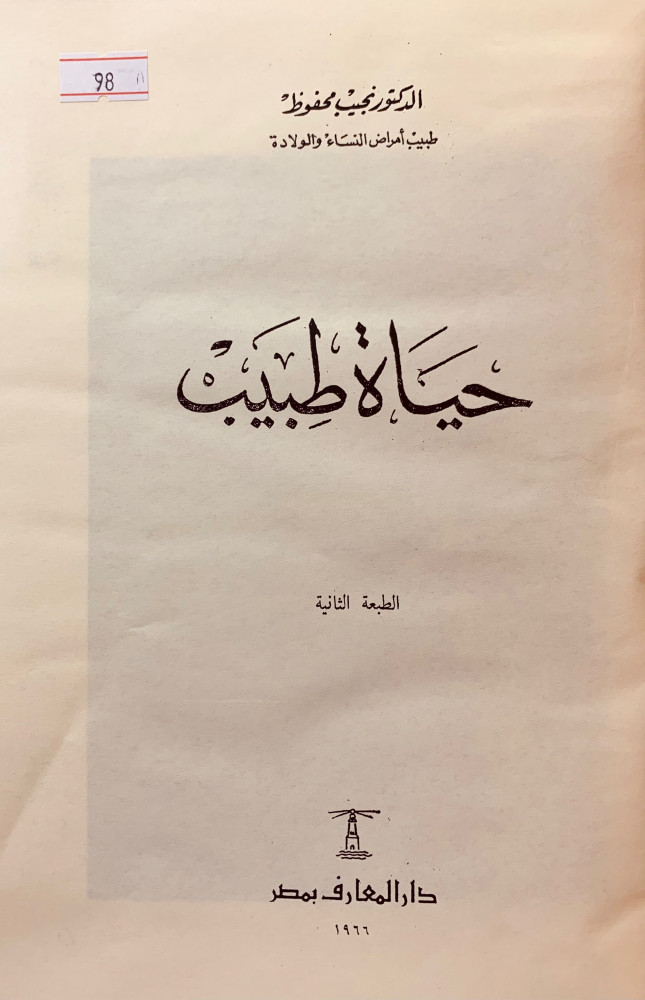 98
الدكتور نجيب محفوظ
طبيب أمراض النساء والولادة
حياة طبيب
الطبعة الثانية
دار المعارف بمصر
١٩٦٦